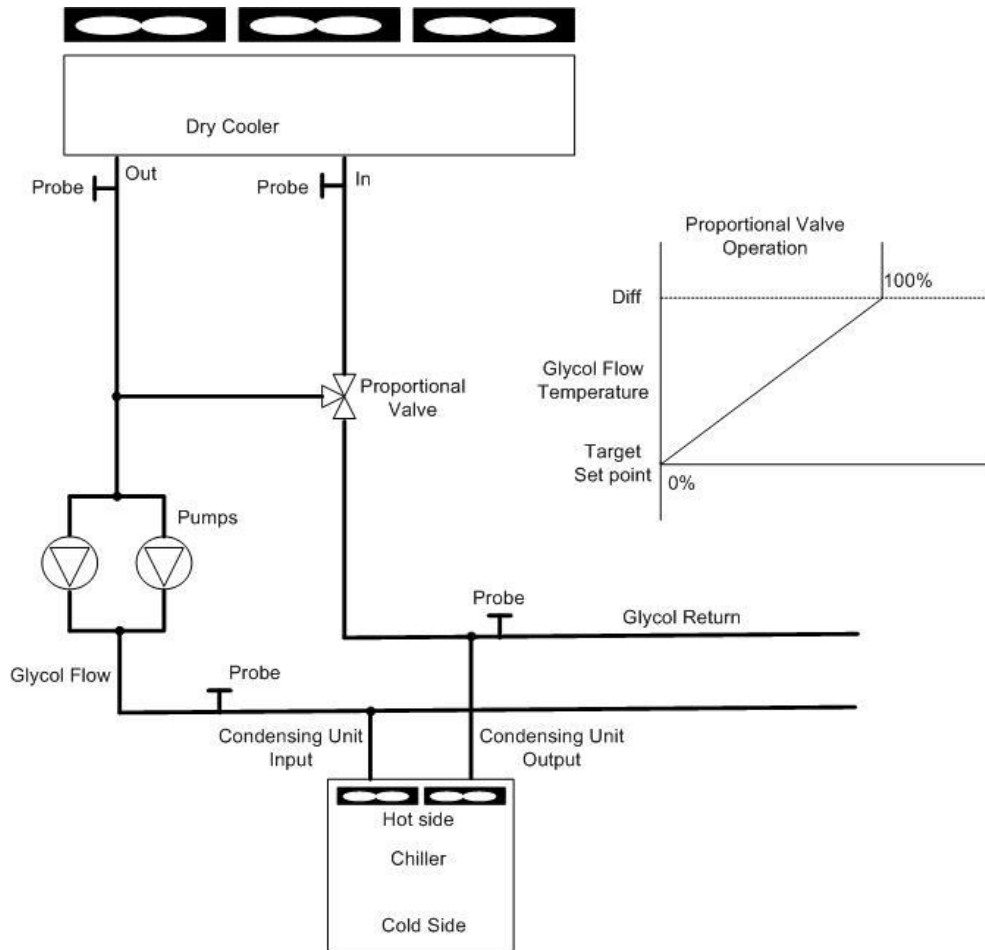 Dry Cooler
Probe
Out
Probe
In
Proportional Valve
Operation
100%
Diff
Glycol Flow
Temperature
Target
Set point
0%
Proportional
Valve
Pumps
Probe
Glycol Return
Glycol Flow
Probe
Condensing Unit
Input
Condensing Unit
Output
Hot side
Chiller
Cold Side